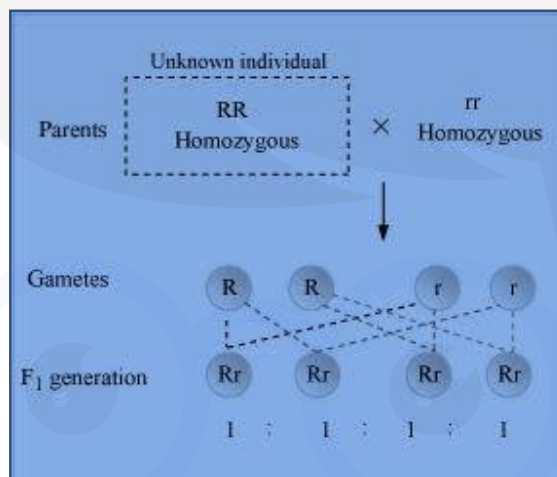 Unknown individual
RR
Homozygous
Parents
×
rr
Homozygous
Gametes
R R r r
F₁ generation
Rr Rr Rr Rr
1 : 1 : 1 : 1